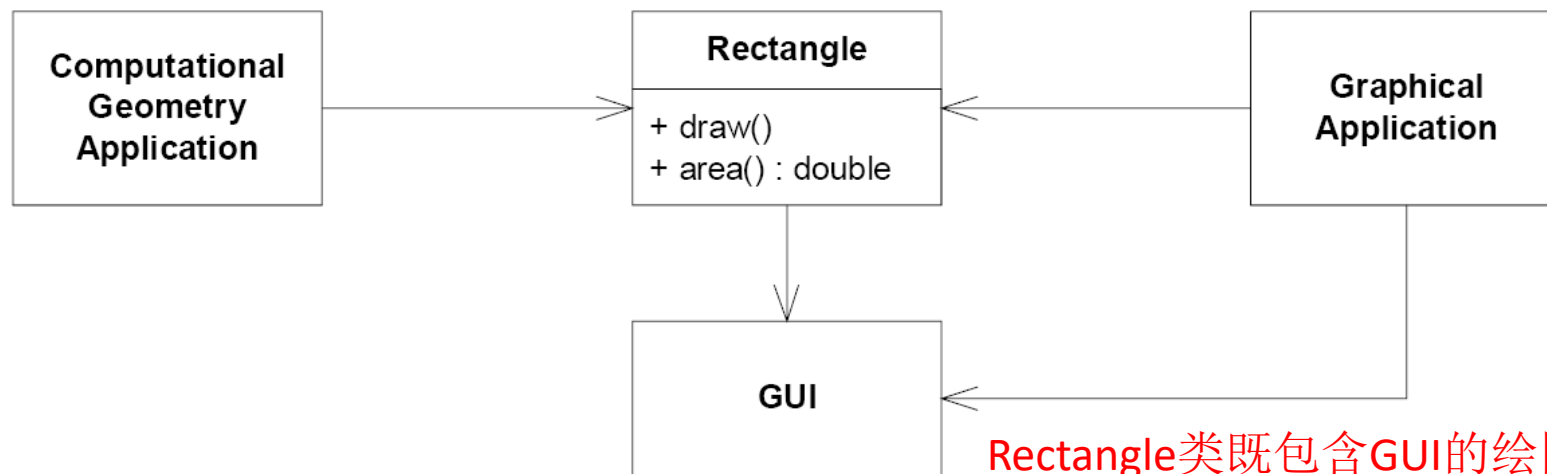 Computational
Geometry
Application
Rectangle
+ draw()
+ area() : double
Graphical
Application
GUI
Rectangle类既包含GUI的绘